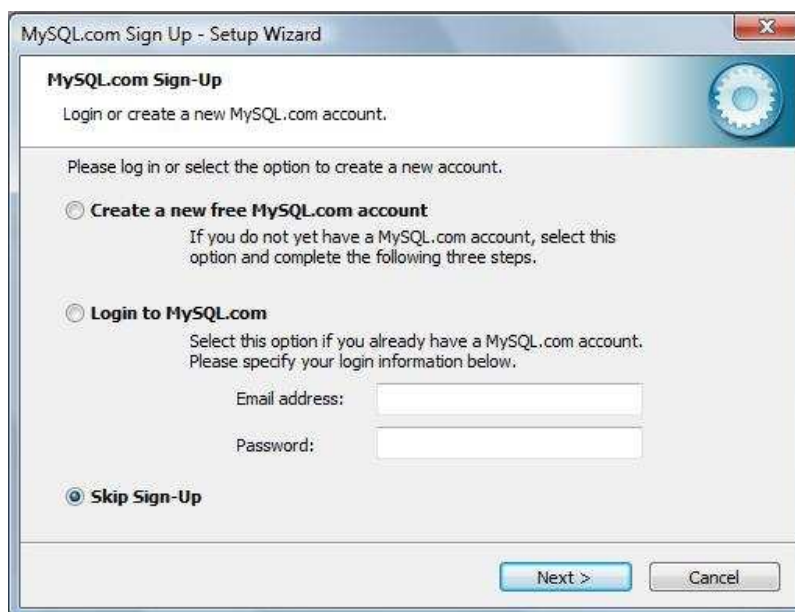 MySQL.com Sign Up - Setup Wizard
MySQL.com Sign-Up
Login or create a new MySQL.com account.
Please log in or select the option to create a new account.
Create a new free MySQL.com account
If you do not yet have a MySQL.com account, select this
option and complete the following three steps.
Login to MySQL.com
Select this option if you already have a MySQL.com account.
Please specify your login information below.
Email address:
Password:
Skip Sign-Up
Next >
Cancel